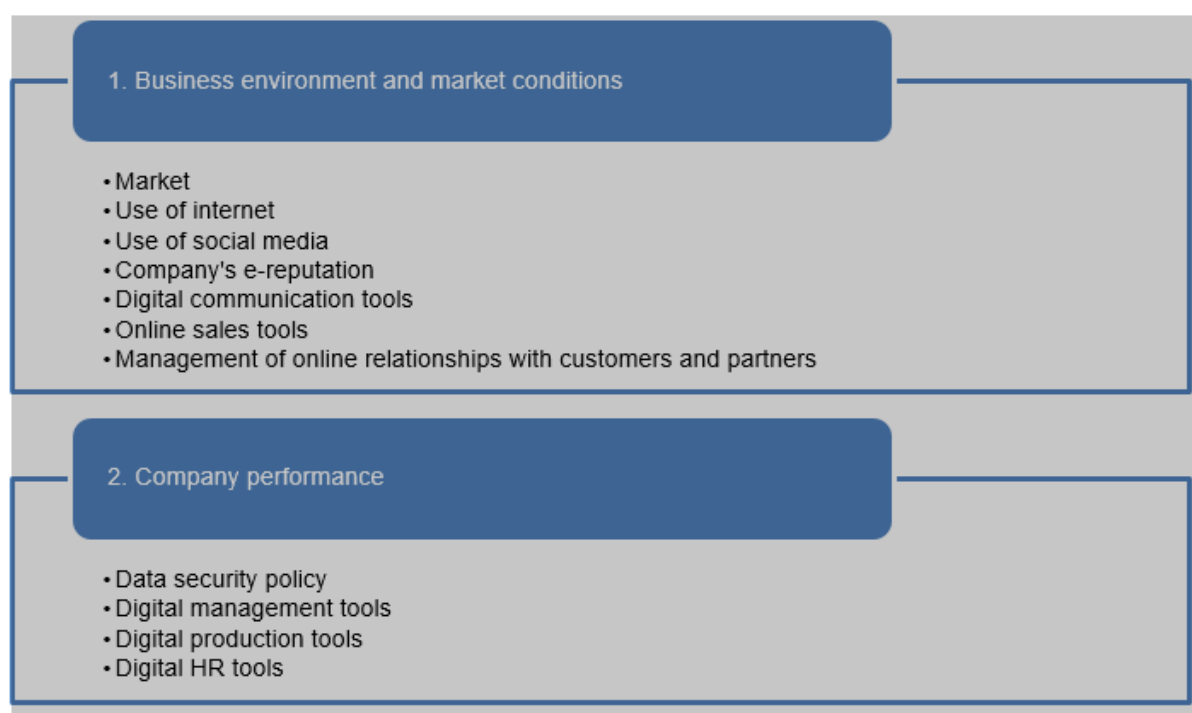 1. Business environment and market conditions
• Market
• Use of internet
• Use of social media
• Company's e-reputation
• Digital communication tools
• Online sales tools
• Management of online relationships with customers and partners
2. Company performance
• Data security policy
• Digital management tools
• Digital production tools
• Digital HR tools